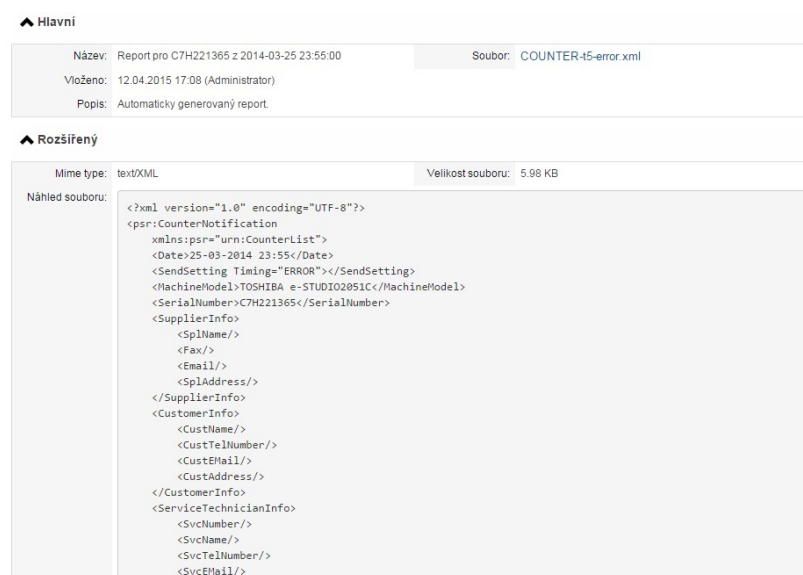 Hlavní
Název: Report pro C7H221365 z 2014-03-25 23:55:00 Soubor: COUNTER-t5-error.xml
Vloženo: 12.04.2015 17:08 (Administrator)
Popis: Automaticky generovaný report.
Rozšířený
Mime type: text/XML Velikost souboru: 5.98 KB
Náhled souboru:
<?xml version="1.0" encoding="UTF-8"?>
<psr:CounterNotification
xmlns:psr="urn:CounterList">
<Date>25-03-2014 23:55</Date>
<SendSetting Timing="ERROR"></SendSetting>
<MachineModel>TOSHIBA e-STUDIO2051C</MachineModel>
<SerialNumber>C7H221365</SerialNumber>
<SupplierInfo>
<SplName/>
<Fax/>
<Email/>
<SplAddress/>
</SupplierInfo>
<CustomerInfo>
<CustName/>
<CustTelNumber/>
<CustEMail/>
<CustAddress/>
</CustomerInfo>
<ServiceTechnicianInfo>
<SvcNumber/>
<SvcName/>
<SvcTelNumber/>
<SvcEMail/>